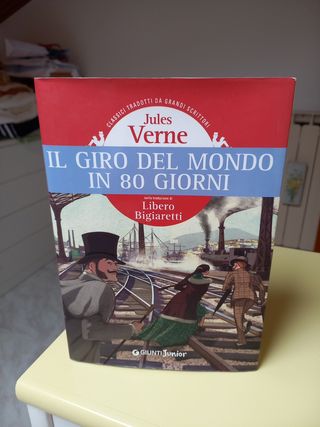 CLASSICI TRADOTTI DA GRANDI SCRITTORI
Jules
Verne
IL GIRO DEL MONDO
IN 80 GIORNI
nella traduzione di
Libero
Bigiaretti
GIUNTI Junior